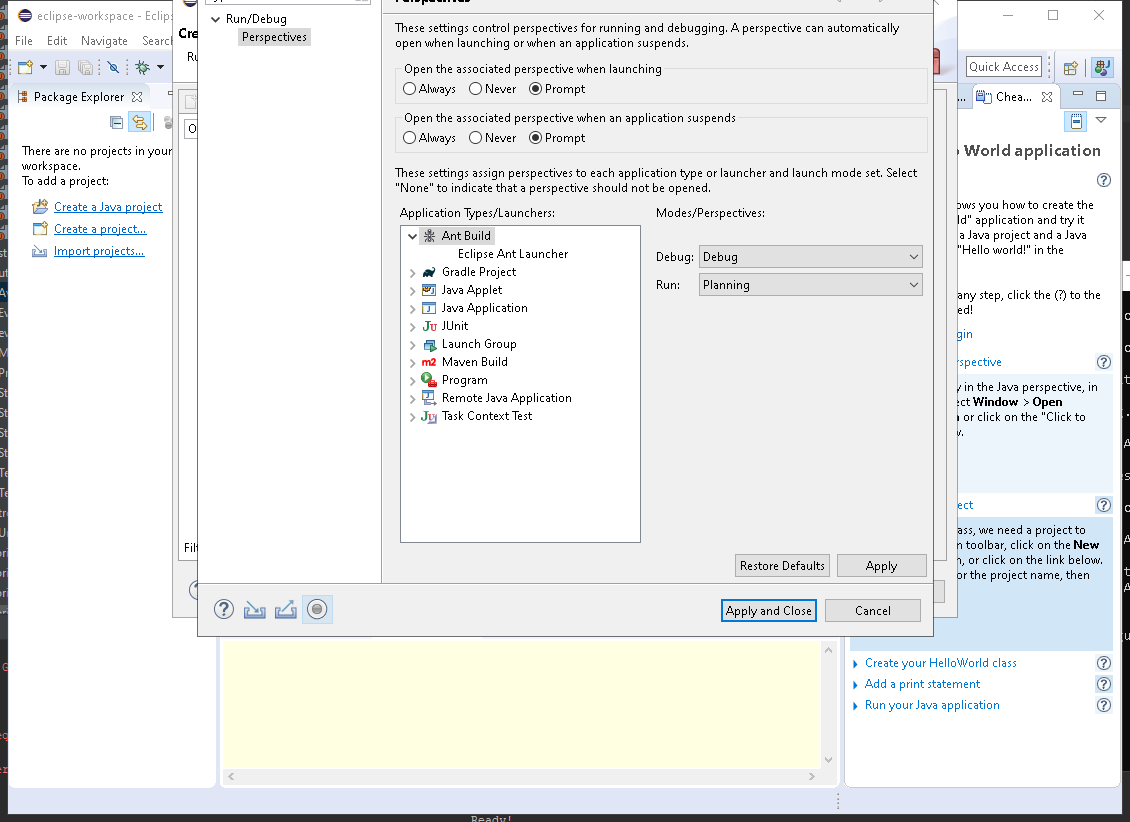 eclipse-workspace - Eclips
File Edit Navigate Search
Package Explorer
There are no projects in your
workspace.
To add a project:
Create a Java project
Create a project...
Import projects...
Cre
Run/Debug
Perspectives
Perspectives
These settings control perspectives for running and debugging. A perspective can automatically
open when launching or when an application suspends.
Open the associated perspective when launching
Always Never Prompt
Open the associated perspective when an application suspends
Always Never Prompt
These settings assign perspectives to each application type or launcher and launch mode set. Select
"None" to indicate that a perspective should not be opened.
Application Types/Launchers:
Ant Build
Eclipse Ant Launcher
Gradle Project
Java Applet
Java Application
JUnit
Launch Group
Maven Build
Program
Remote Java Application
Task Context Test
Modes/Perspectives:
Debug: Debug
Run: Planning
Restore Defaults Apply
Apply and Close Cancel
Filt
Quick Access
... Chea...
World application
ows you how to create the
ld" application and try it
a Java project and a Java
"Hello world!" in the
any step, click the (?) to the
ed!
gin
rspective
y in the Java perspective, in
ect Window > Open
or click on the "Click to
w.
ject
ass, we need a project to
n toolbar, click on the New
n, or click on the link below.
or the project name, then
Create your HelloWorld class
Add a print statement
Run your Java application
Ready!